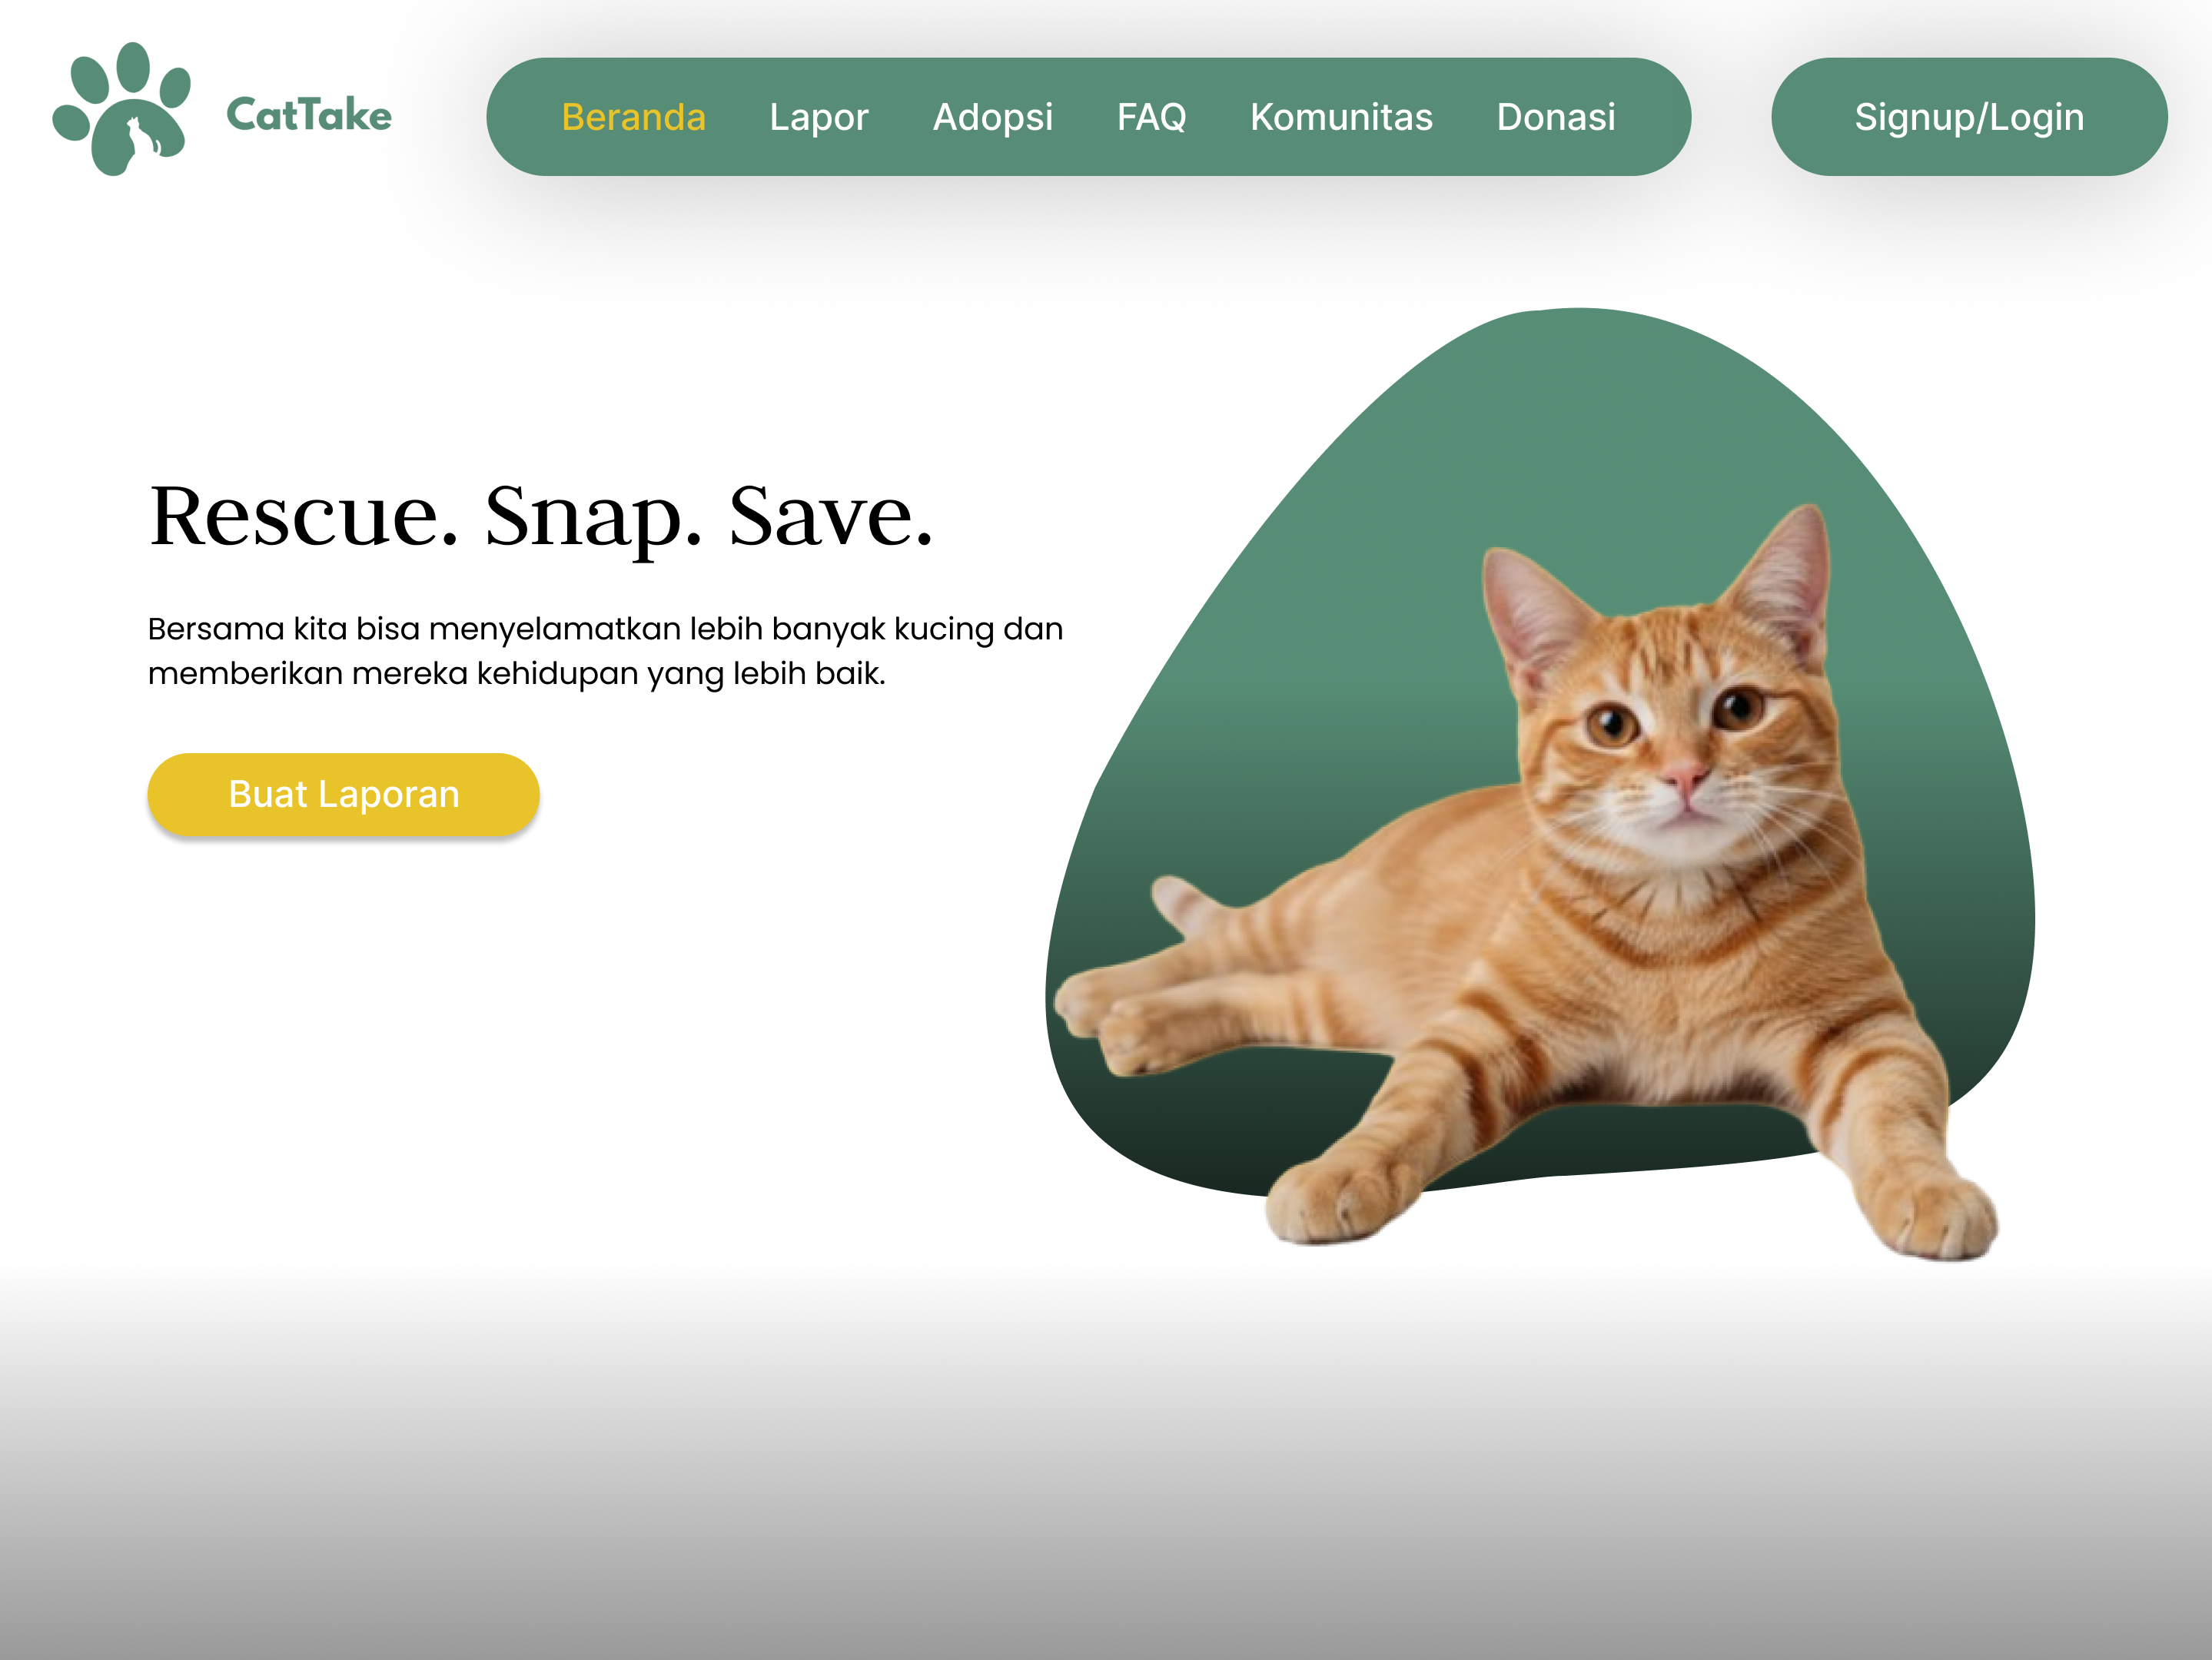 CatTake
Beranda Lapor Adopsi FAQ Komunitas Donasi
Signup/Login
Rescue. Snap. Save.
Bersama kita bisa menyelamatkan lebih banyak kucing dan
memberikan mereka kehidupan yang lebih baik.
Buat Laporan